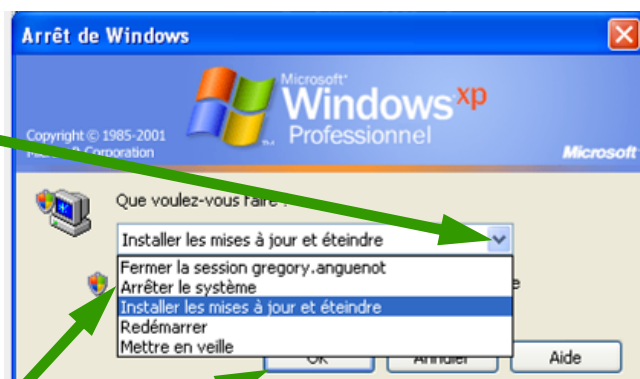 Arrêt de Windows
Microsoft®
Windows xp
Professionnel
Copyright © 1985-2001
Microsoft Corporation
Microsoft
Que voulez-vous faire ?
Installer les mises à jour et éteindre
Fermer la session gregory.anguenot
Arrêter le système
Installer les mises à jour et éteindre
Redémarrer
Mettre en veille
OK
Annuler
Aide